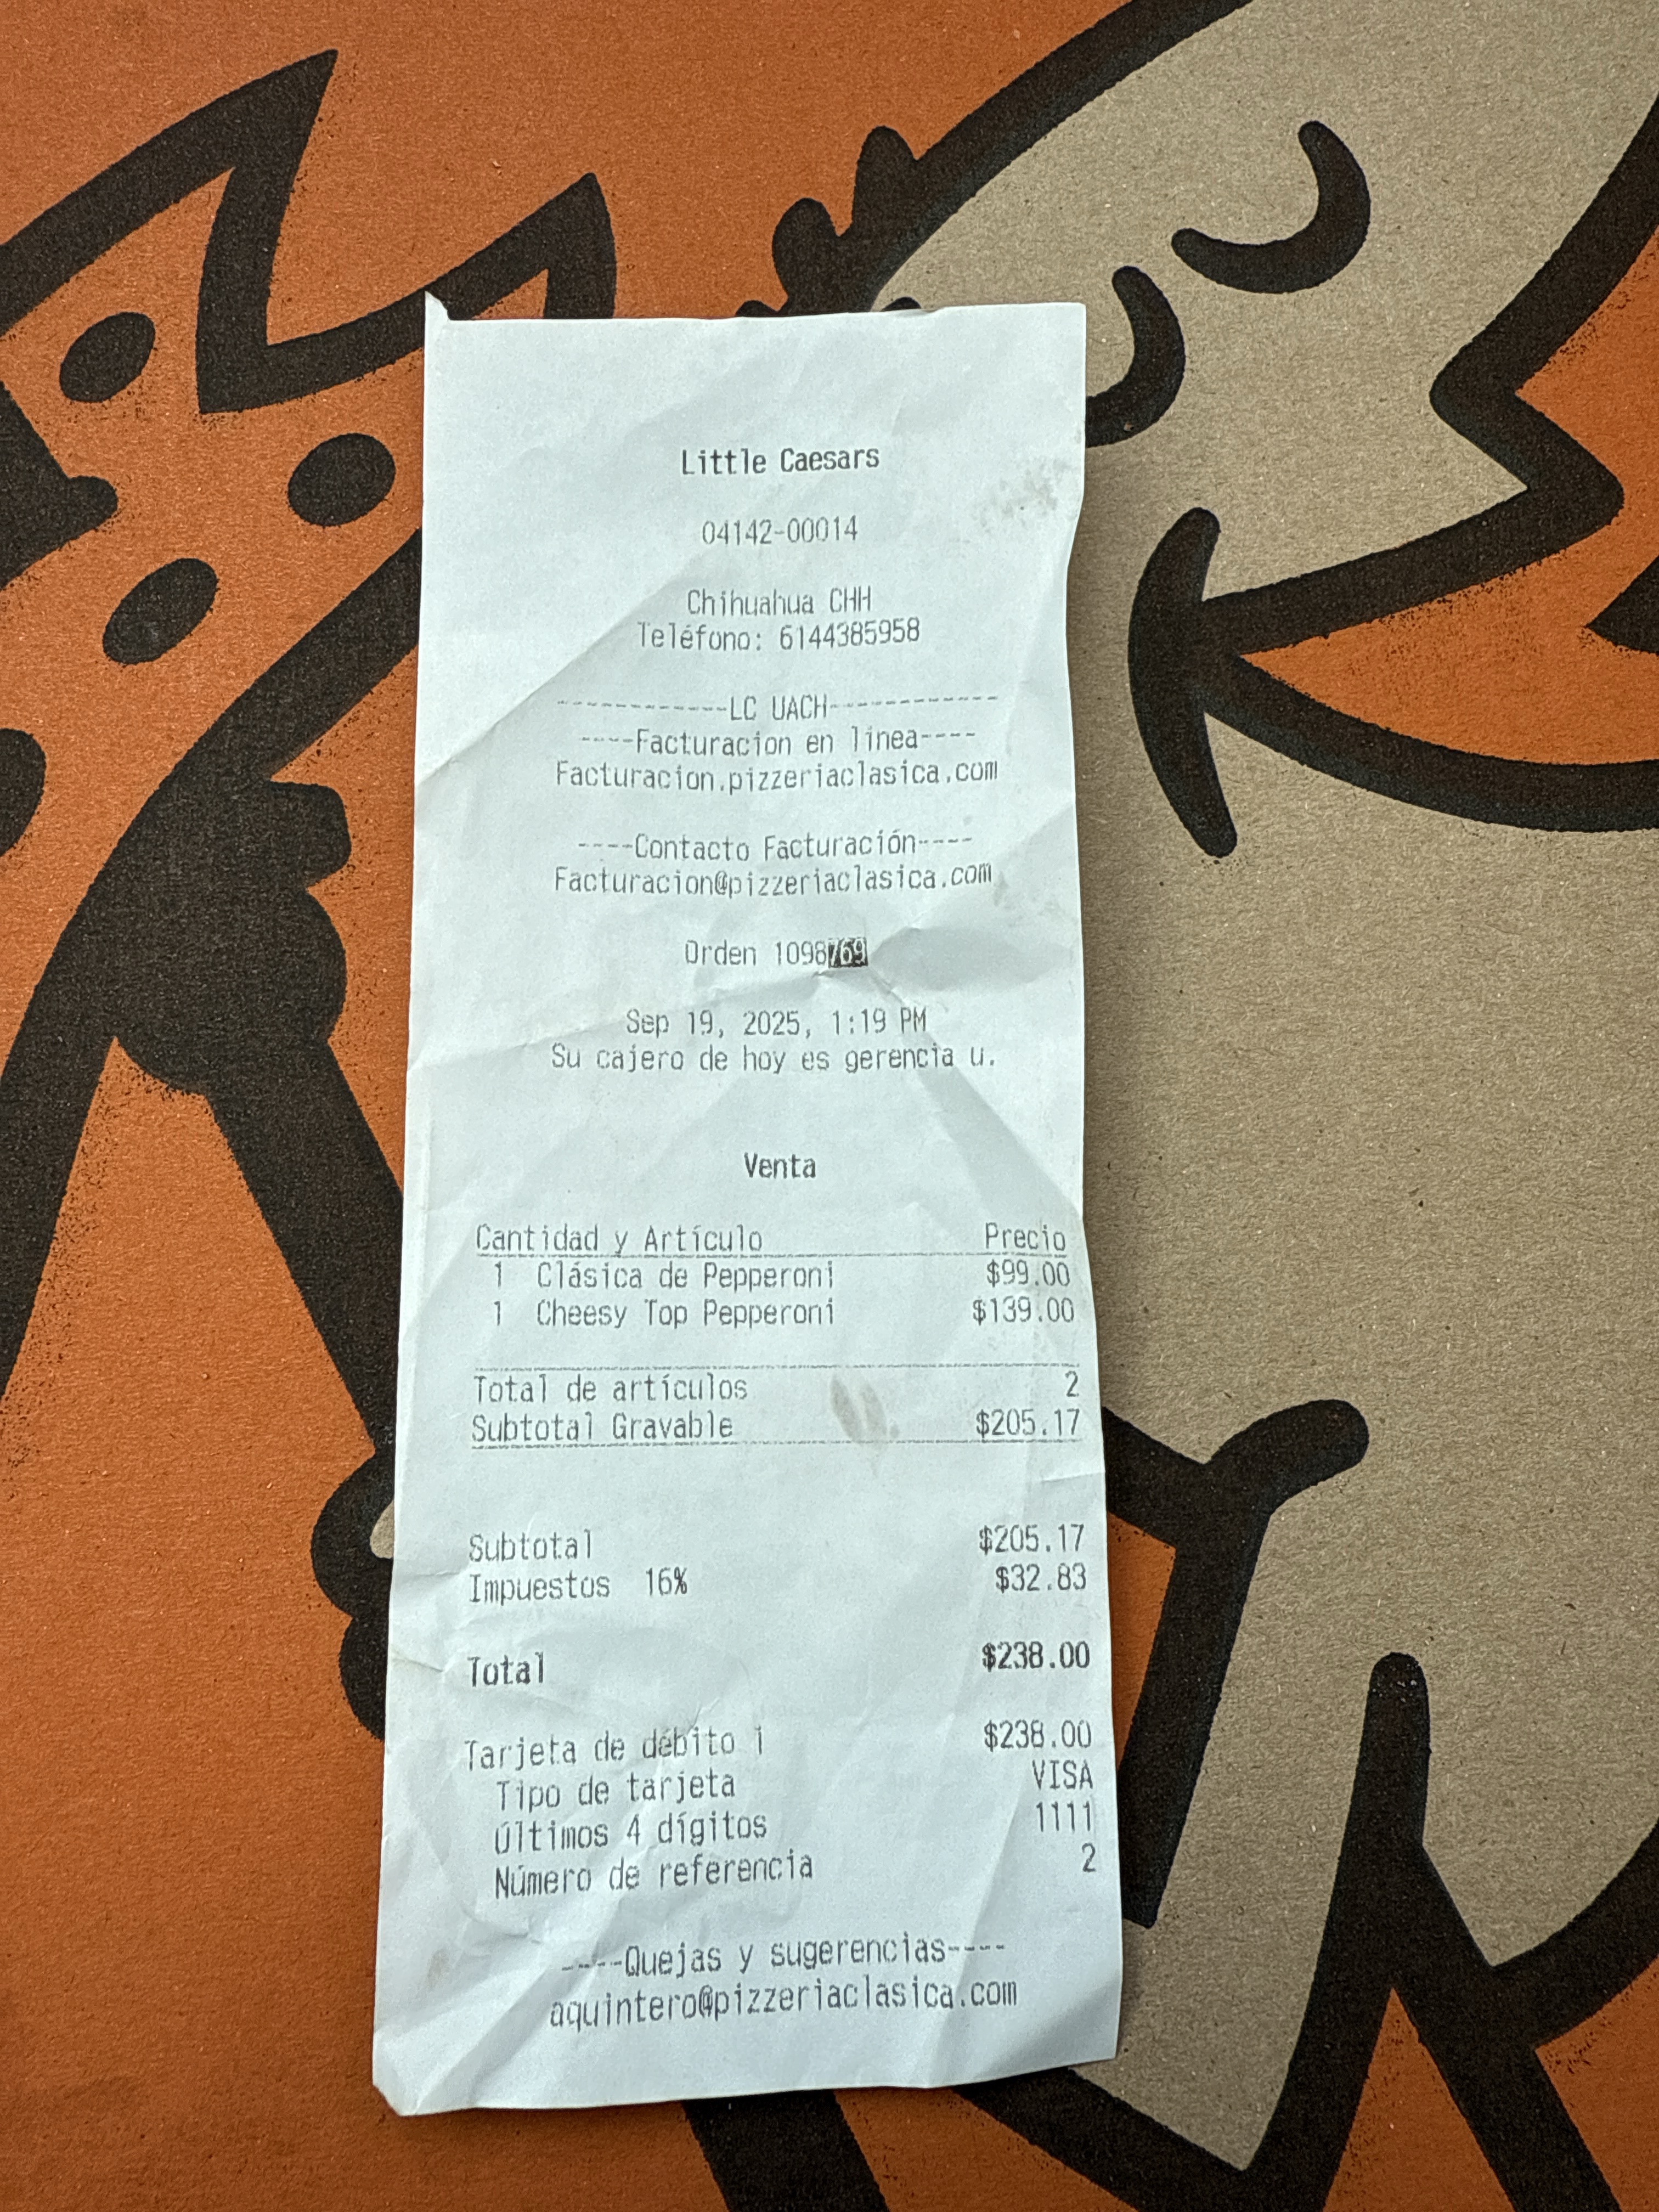 Little Caesars
04142-00014
Chihuahua CHH
Teléfono: 6144385958
------------LC UACH------------
----Facturacion en linea----
Facturacion.pizzeriaclasica.com
----Contacto Facturación----
Facturacion@pizzeriaclasica.com
Orden 1098769
Sep 19, 2025, 1:19 PM
Su cajero de hoy es gerencia u.
Venta
Cantidad y Artículo Precio
1 Clásica de Pepperoni $99.00
1 Cheesy Top Pepperoni $139.00
Total de artículos 2
Subtotal Gravable $205.17
Subtotal $205.17
Impuestos 16% $32.83
Total $238.00
Tarjeta de débito 1 $238.00
Tipo de tarjeta VISA
Últimos 4 dígitos 1111
Número de referencia 2
----Quejas y sugerencias----
aquintero@pizzeriaclasica.com